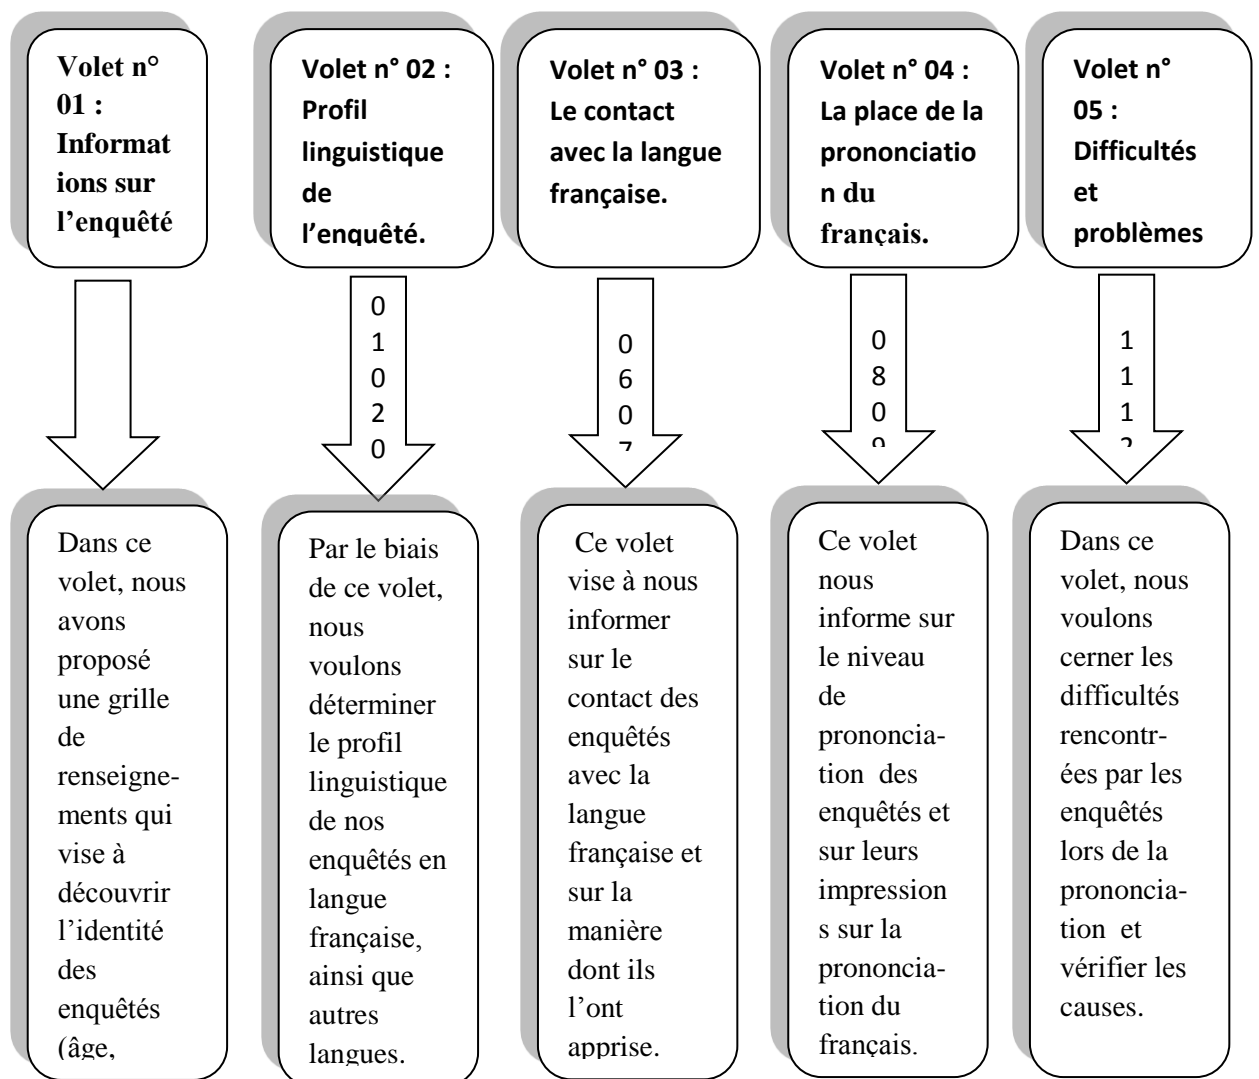 Volet n°
01 :
Informat
ions sur
l’enquêté
Volet n° 02 :
Profil
linguistique
de
l’enquêté.
Volet n° 03 :
Le contact
avec la langue
française.
Volet n° 04 :
La place de la
prononciatio
n du
français.
Volet n°
05 :
Difficultés
et
problèmes
0
1
0
2
0
0
6
0
7
0
8
0
9
1
1
1
2
Dans ce
volet, nous
avons
proposé
une grille
de
renseigne-
ments qui
vise à
découvrir
l’identité
des
enquêtés
(âge,
Par le biais
de ce volet,
nous
voulons
déterminer
le profil
linguistique
de nos
enquêtés en
langue
française,
ainsi que
autres
langues.
Ce volet
vise à nous
informer
sur le
contact des
enquêtés
avec la
langue
française et
sur la
manière
dont ils
l’ont
apprise.
Ce volet
nous
informe sur
le niveau
de
prononcia-
tion des
enquêtés et
sur leurs
impression
s sur la
prononcia-
tion du
français.
Dans ce
volet, nous
voulons
cerner les
difficultés
rencontr-
ées par les
enquêtés
lors de la
prononcia-
tion et
vérifier les
causes.